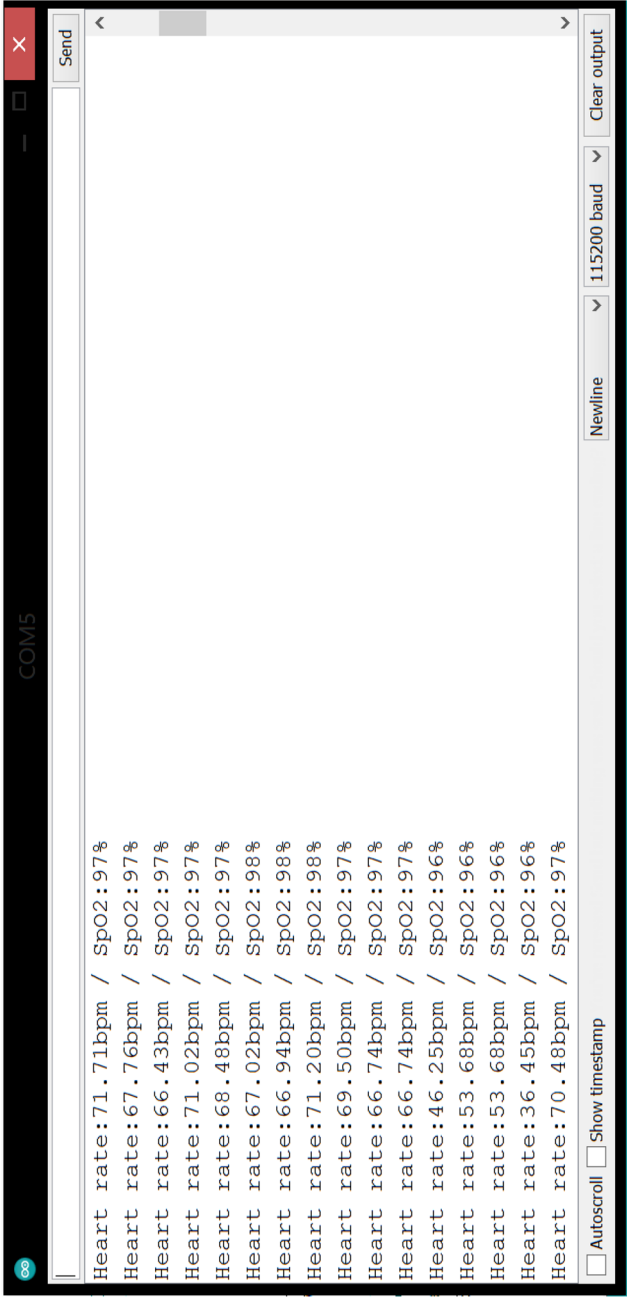 COM5
Send
Heart rate:71.71bpm / SpO2:97%
Heart rate:67.76bpm / SpO2:97%
Heart rate:66.43bpm / SpO2:97%
Heart rate:71.02bpm / SpO2:97%
Heart rate:68.48bpm / SpO2:97%
Heart rate:67.02bpm / SpO2:98%
Heart rate:66.94bpm / SpO2:98%
Heart rate:71.20bpm / SpO2:98%
Heart rate:69.50bpm / SpO2:97%
Heart rate:66.74bpm / SpO2:97%
Heart rate:66.74bpm / SpO2:97%
Heart rate:46.25bpm / SpO2:96%
Heart rate:53.68bpm / SpO2:96%
Heart rate:53.68bpm / SpO2:96%
Heart rate:36.45bpm / SpO2:96%
Heart rate:70.48bpm / SpO2:97%
Autoscroll Show timestamp Newline 115200 baud Clear output